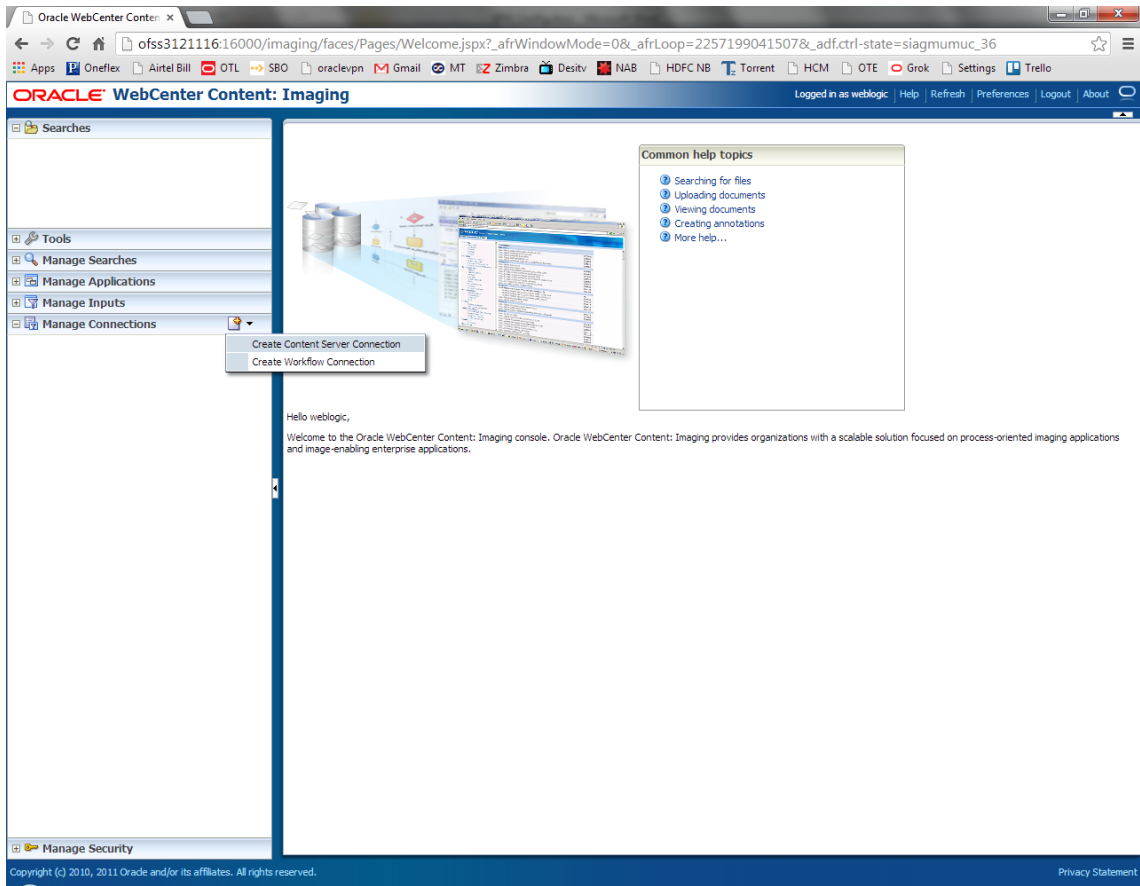 Oracle WebCenter Conten ×
ofss3121116:16000/imaging/faces/Pages/Welcome.jspx?_afrWindowMode=0&_afrLoop=2257199041507&_adf.ctrl-state=siagmumuc_36
Apps Oneflex Airtel Bill OTL SBO oraclevpn Gmail MT Zimbra Desitv NAB HDFC NB Torrent HCM OTE Grok Settings Trello
ORACLE WebCenter Content: Imaging
Logged in as weblogic Help Refresh Preferences Logout About
Searches
Tools
Manage Searches
Manage Applications
Manage Inputs
Manage Connections
Create Content Server Connection
Create Workflow Connection
Common help topics
Searching for files
Uploading documents
Viewing documents
Creating annotations
More help...
Hello weblogic,
Welcome to the Oracle WebCenter Content: Imaging console. Oracle WebCenter Content: Imaging provides organizations with a scalable solution focused on process-oriented imaging applications
and image-enabling enterprise applications.
Manage Security
Copyright (c) 2010, 2011 Oracle and/or its affiliates. All rights reserved.
Privacy Statement